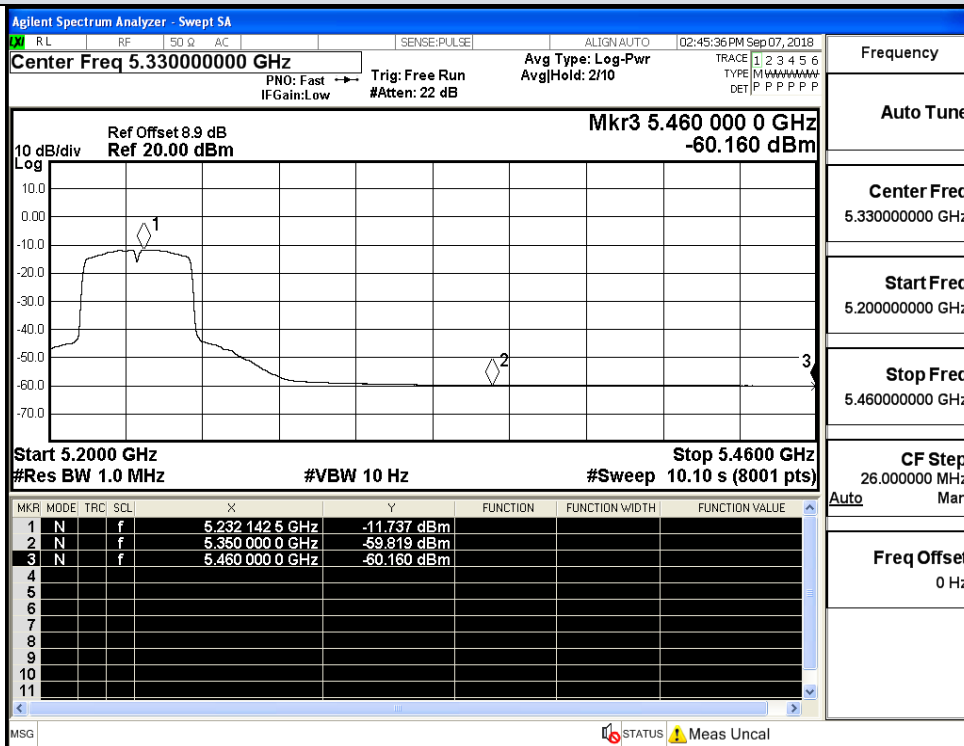 Agilent Spectrum Analyzer - Swept SA
LXI RL RF 50 Ω AC SENSE:PULSE ALIGNAUTO 02:45:36 PM Sep 07, 2018
Center Freq 5.330000000 GHz
PNO: Fast
IFGain:Low
Trig: Free Run
#Atten: 22 dB
Avg Type: Log-Pwr
Avg|Hold: 2/10
TRACE 1 2 3 4 5 6
TYPE M WWWWW
DET P P P P P P
Ref Offset 8.9 dB
10 dB/div Ref 20.00 dBm
Log
Mkr3 5.460 000 0 GHz
-60.160 dBm
10.0
0.00
-10.0
-20.0
-30.0
-40.0
-50.0
-60.0
-70.0
1
2
3
Start 5.2000 GHz Stop 5.4600 GHz
#Res BW 1.0 MHz #VBW 10 Hz #Sweep 10.10 s (8001 pts)
MKR MODE TRC SCL X Y FUNCTION FUNCTION WIDTH FUNCTION VALUE
1 N f 5.232 142 5 GHz -11.737 dBm
2 N f 5.350 000 0 GHz -59.819 dBm
3 N f 5.460 000 0 GHz -60.160 dBm
4
5
6
7
8
9
10
11
MSG STATUS Meas Uncal
Frequency
Auto Tune
Center Freq
5.330000000 GHz
Start Freq
5.200000000 GHz
Stop Freq
5.460000000 GHz
CF Step
26.000000 MHz
Auto Man
Freq Offset
0 Hz